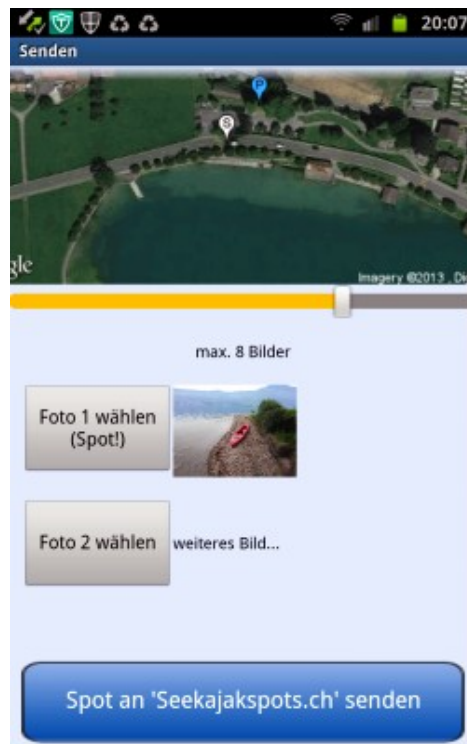 20:07
Senden
P
S
gle
Imagery ©2013 , Di
max. 8 Bilder
Foto 1 wählen
(Spot!)
Foto 2 wählen
weiteres Bild...
Spot an 'Seekajakspots.ch' senden